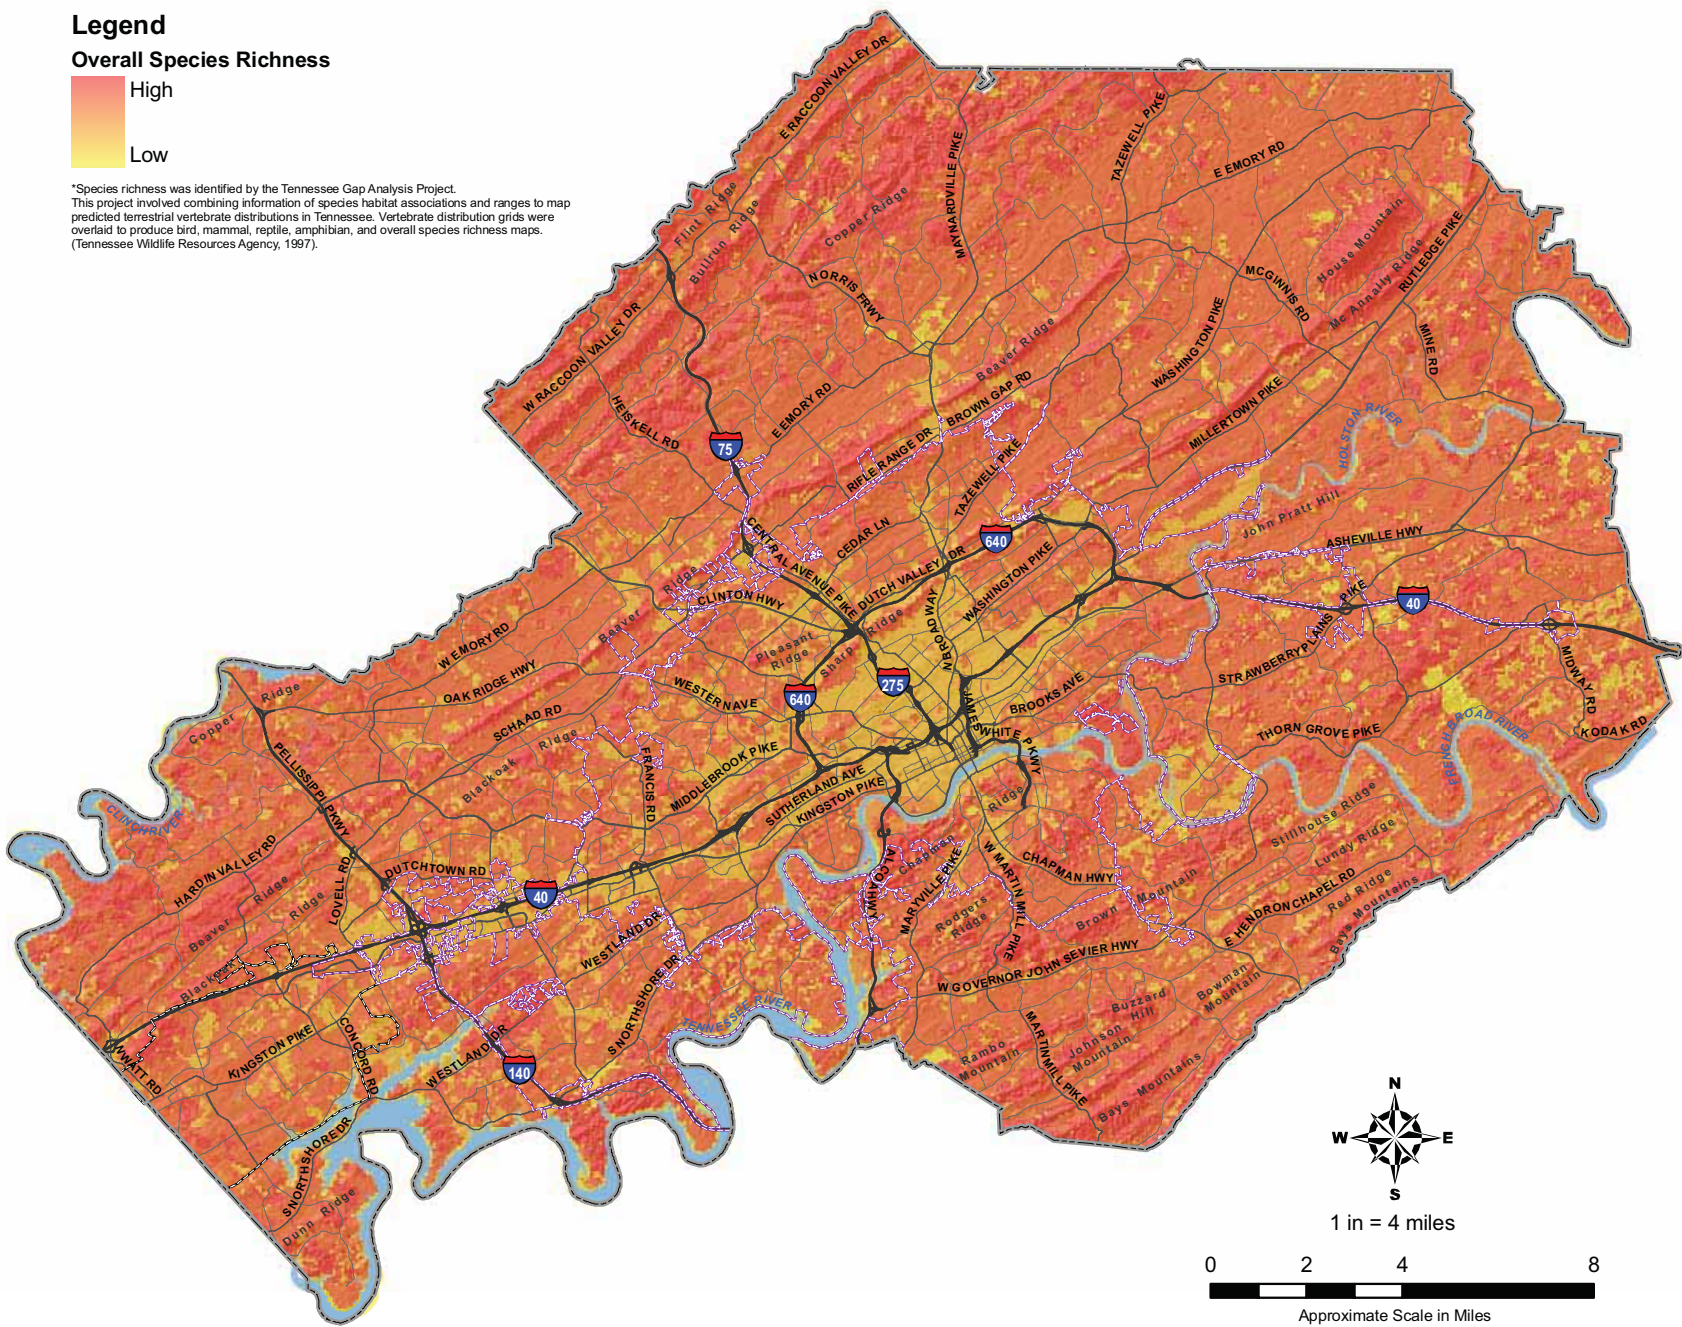 Legend
Overall Species Richness
High
Low
*Species richness was identified by the Tennessee Gap Analysis Project.
This project involved combining information of species habitat associations and ranges to map
predicted terrestrial vertebrate distributions in Tennessee. Vertebrate distribution grids were
overlaid to produce bird, mammal, reptile, amphibian, and overall species richness maps.
(Tennessee Wildlife Resources Agency, 1997).
E RACCOON VALLEY DR
MAYNARDVILLE PIKE
TAZEWELL PIKE
E EMORY RD
Flint Ridge
Bullrun Ridge
Copper Ridge
House Mountain
Mc Annally Ridge
RUTLEDGE PIKE
NORRIS FRWY
MCGINNIS RD
W RACCOON VALLEY DR
Beaver Ridge
WASHINGTON PIKE
MINE RD
HEISKELL RD
E EMORY RD
BROWN GAP RD
MILLERTOWN PIKE
HOLSTON RIVER
75
RIFLE RANGE DR
TAZEWELL PIKE
John Pratt Hill
CENTRAL AVENUE PIKE
CEDAR LN
640
ASHEVILLE HWY
DUTCH VALLEY DR
WASHINGTON PIKE
Beaver Ridge
CLINTON HWY
40
N BROADWAY
STRAWBERRY PLAINS PIKE
W EMORY RD
Pleasant
Ridge
Sharp Ridge
MIDWAY RD
OAK RIDGE HWY
WESTERN AVE
640
275
BROOKS AVE
Copper Ridge
SCHAAD RD
JAMES WHITE PKWY
THORN GROVE PIKE
FRENCH BROAD RIVER
KODAK RD
PELLISSIPPI PKWY
Blackoak Ridge
FRANCIS RD
MIDDLEBROOK PIKE
SUTHERLAND AVE
KINGSTON PIKE
Ridge
Stillhouse Ridge
CLINCH RIVER
Lundy Ridge
HARDIN VALLEY RD
LOVELL RD
DUTCHTOWN RD
40
ALCOA HWY
Chapman
MARYVILLE PIKE
W MARTIN MILL PIKE
CHAPMAN HWY
Brown Mountain
E HENDRON CHAPEL RD
Red Ridge
Bays Mountains
Beaver Ridge
Ridge
Blackoak
WESTLAND DR
Rodgers
Ridge
W GOVERNOR JOHN SEVIER HWY
S NORTHSHORE DR
TENNESSEE RIVER
Buzzard
Hill
Bowman
Mountain
KINGSTON PIKE
CONCORD RD
WESTLAND DR
Rambo
Mountain
MARTIN MILL PIKE
Johnson
Mountain
Bays Mountains
N WATT RD
140
S NORTHSHORE DR
Dunn Ridge
N
W E
S
1 in = 4 miles
0 2 4 8
Approximate Scale in Miles